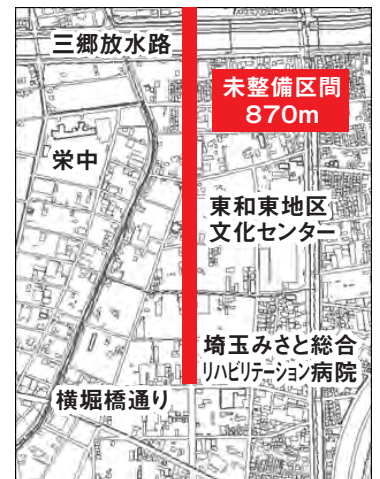 三郷放水路
未整備区間
870m
栄中
東和東地区
文化センター
埼玉みさと総合
リハビリテーション病院
横堀橋通り